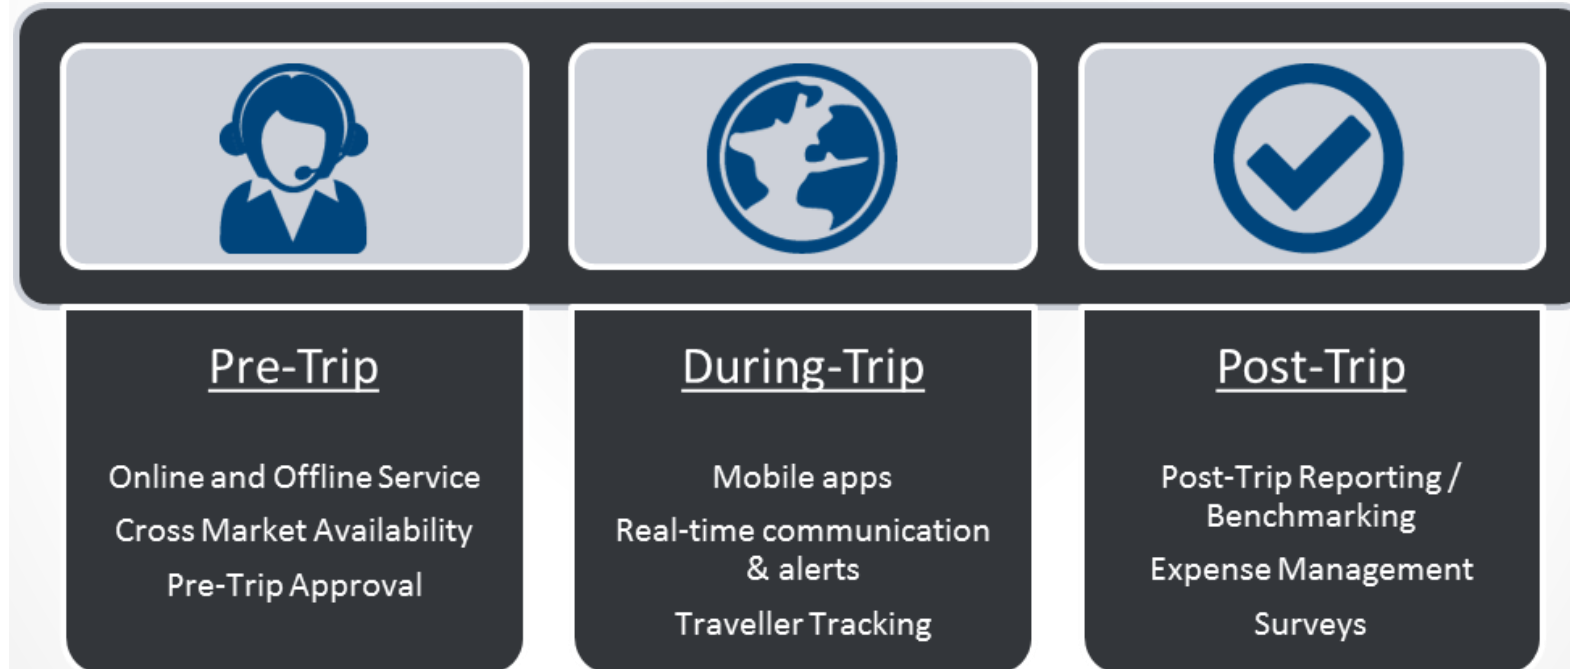 Pre-Trip
Online and Offline Service
Cross Market Availability
Pre-Trip Approval
During-Trip
Mobile apps
Real-time communication
& alerts
Traveller Tracking
Post-Trip
Post-Trip Reporting /
Benchmarking
Expense Management
Surveys